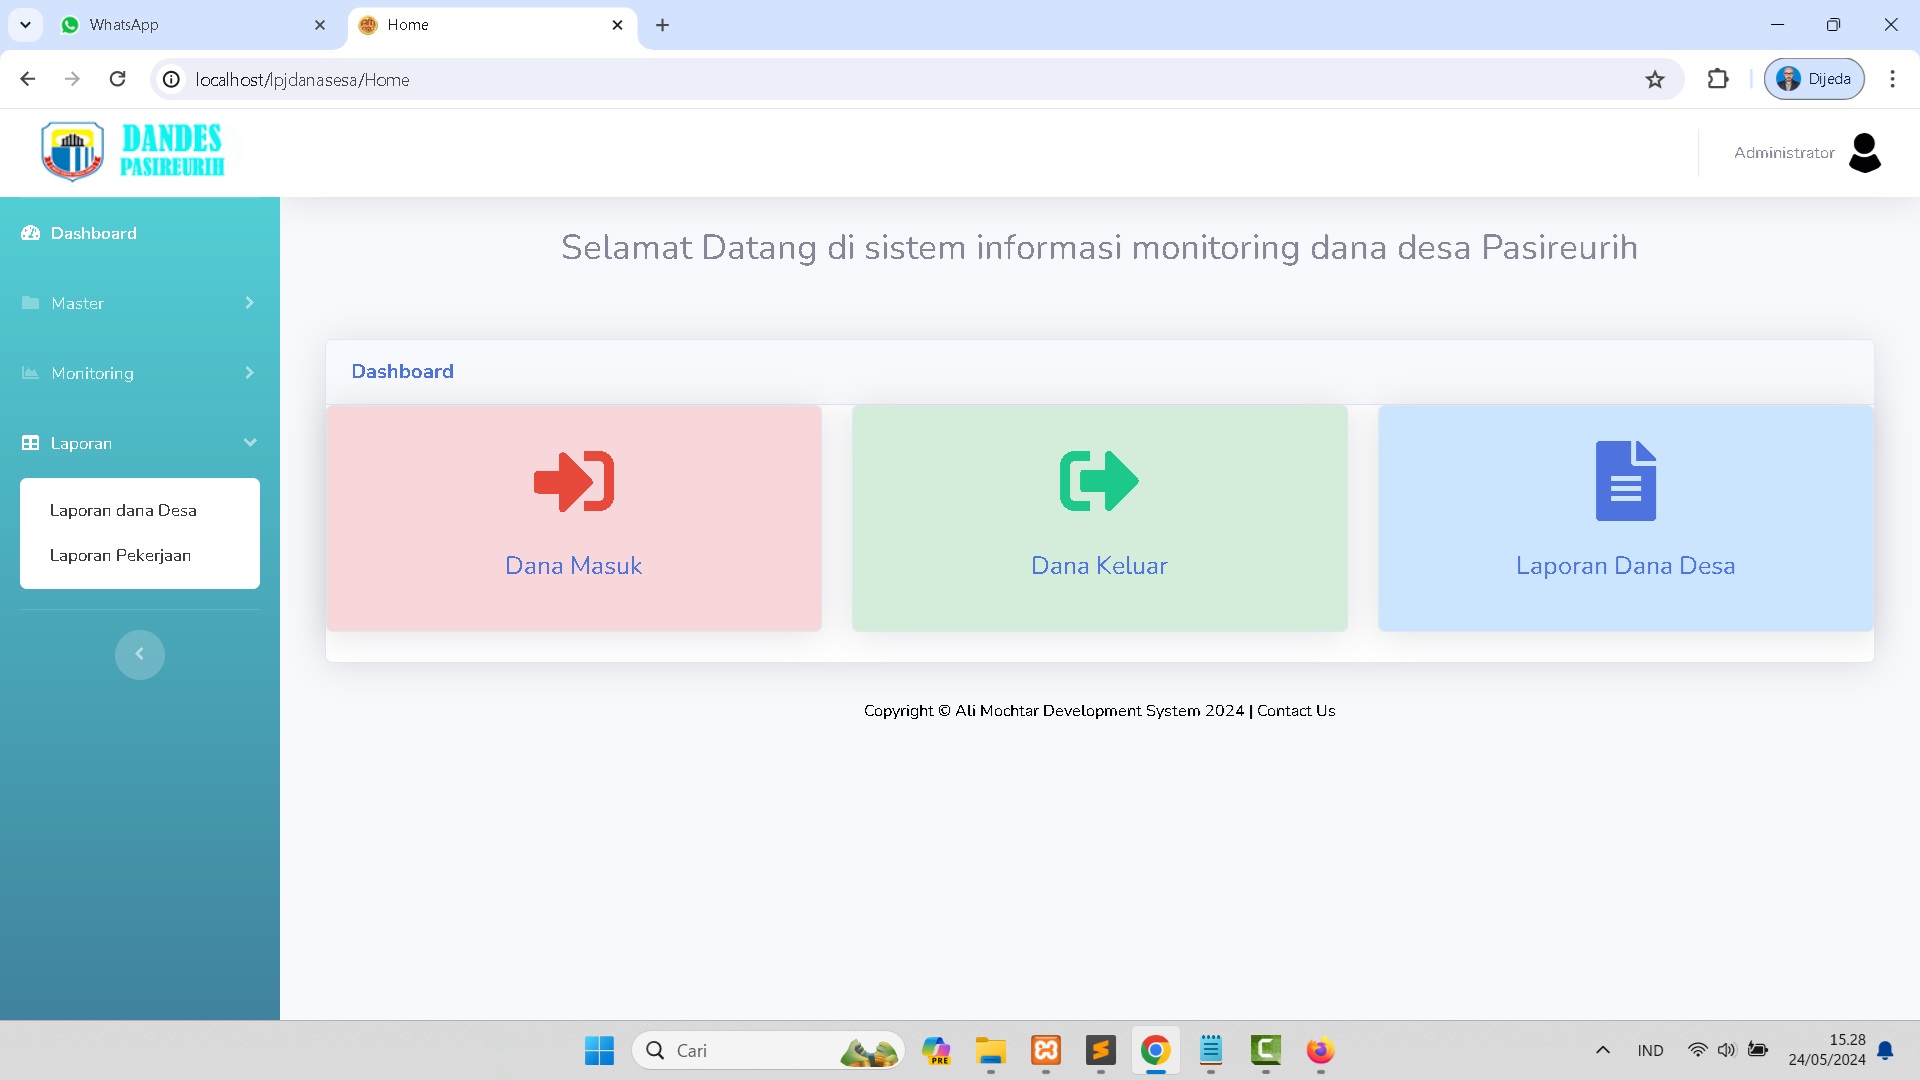 WhatsApp
Home
localhost/lpjdanasesa/Home
Dijeda
DANDES
PASIREURIH
Administrator
Dashboard
Master
Monitoring
Laporan
Laporan dana Desa
Laporan Pekerjaan
Selamat Datang di sistem informasi monitoring dana desa Pasireurih
Dashboard
Dana Masuk
Dana Keluar
Laporan Dana Desa
Copyright © Ali Mochtar Development System 2024 | Contact Us
Cari
PRE
IND
15.28
24/05/2024